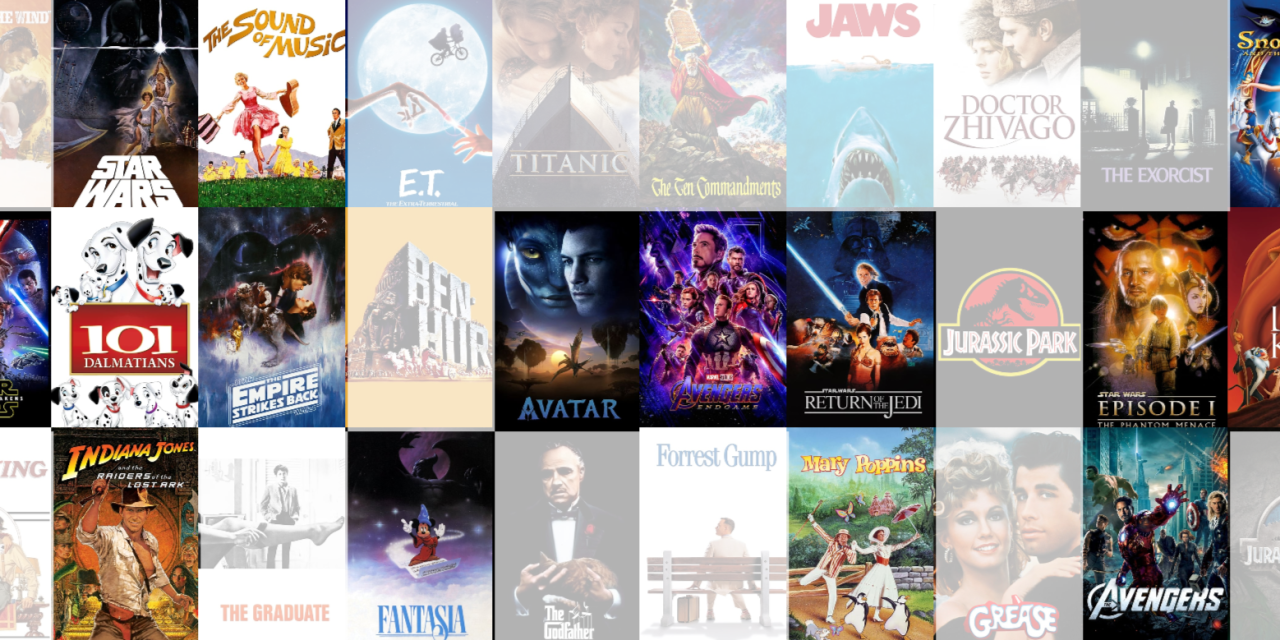 E WIND
STAR
WARS
THE SOUND
OF MUSIC
E.T.
THE EXTRA-TERRESTRIAL
TITANIC
The Ten Commandments
JAWS
DOCTOR
ZHIVAGO
THE EXORCIST
Sno
101
DALMATIANS
THE
EMPIRE
STRIKES BACK
BEN-
HUR
AVATAR
AVENGERS
ENDGAME
STAR WARS
RETURN OF THE JEDI
JURASSIC PARK
STAR WARS
EPISODE I
THE PHANTOM MENACE
ING
INDIANA JONES
and the
RAIDERS of the
LOST ARK
THE GRADUATE
FANTASIA
The
Godfather
Forrest Gump
Mary Poppins
GREASE
AVENGERS
JURA